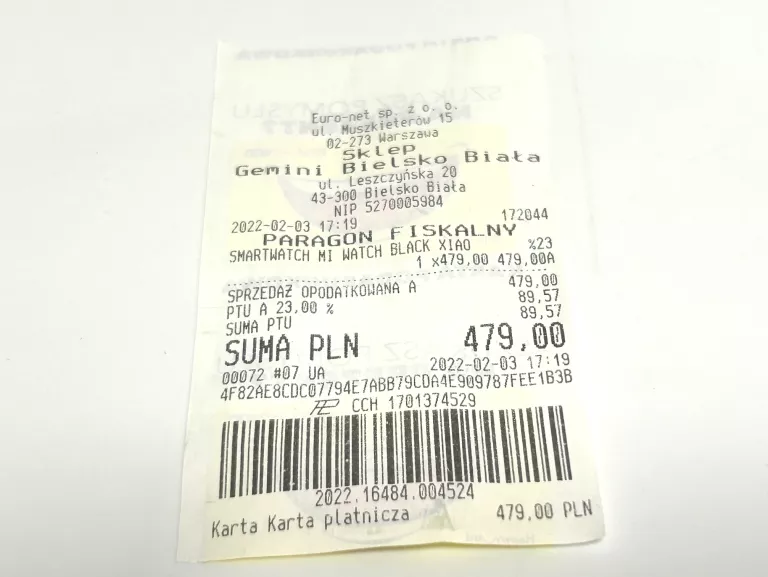 Euro-net sp. z o. o.
ul. Muszkieterów 15
02-273 Warszawa
Sklep
Gemini Bielsko Biała
ul. Leszczyńska 20
43-300 Bielsko Biała
NIP 5270005984
2022-02-03 17:19 172044
PARAGON FISKALNY
SMARTWATCH MI WATCH BLACK XIAO %23
1 x479,00 479,00A
SPRZEDAŻ OPODATKOWANA A 479,00
PTU A 23,00 % 89,57
SUMA PTU 89,57
SUMA PLN 479,00
00072 #07 UA 2022-02-03 17:19
4F82AE8CDC07794E7ABB79CDA4E909787FEE1B3B
CCH 1701374529
2022.16484.004524
Karta Karta płatnicza 479,00 PLN